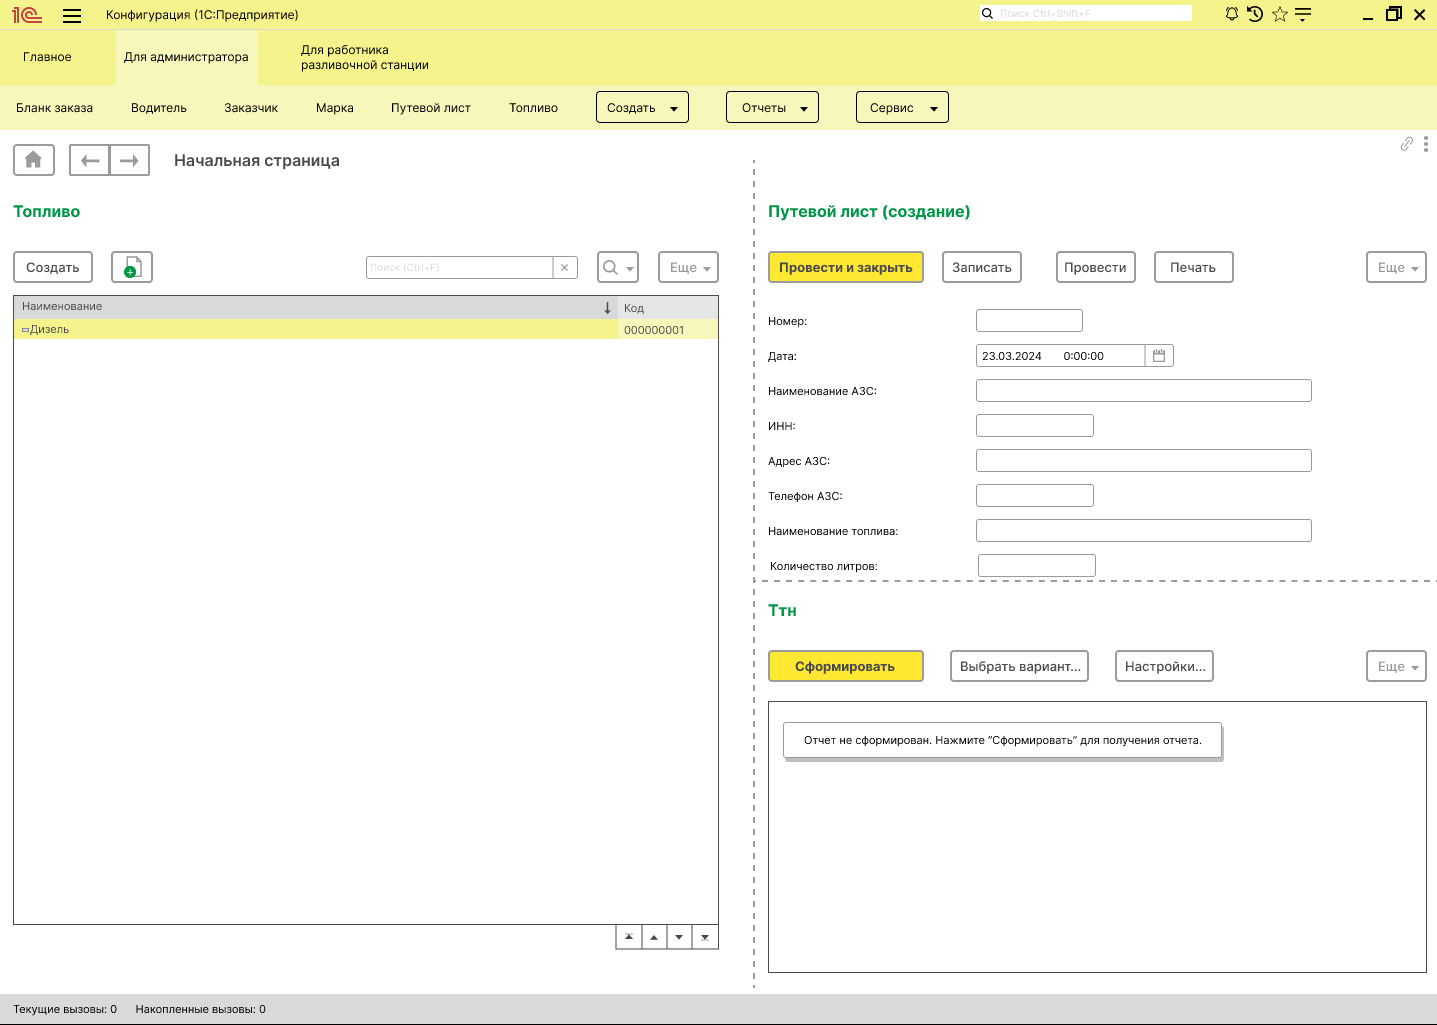 1С Конфигурация (1С:Предприятие) Поиск Ctrl+Shift+F
Главное Для администратора Для работника
разливочной станции
Бланк заказа Водитель Заказчик Марка Путевой лист Топливо Создать Отчеты Сервис
Начальная страница
Топливо
Создать Поиск (Ctrl+F) × Еще
Наименование Код
Дизель 000000001
Путевой лист (создание)
Провести и закрыть Записать Провести Печать Еще
Номер:
Дата: 23.03.2024 0:00:00
Наименование АЗС:
ИНН:
Адрес АЗС:
Телефон АЗС:
Наименование топлива:
Количество литров:
Ттн
Сформировать Выбрать вариант... Настройки... Еще
Отчет не сформирован. Нажмите “Сформировать” для получения отчета.
Текущие вызовы: 0 Накопленные вызовы: 0